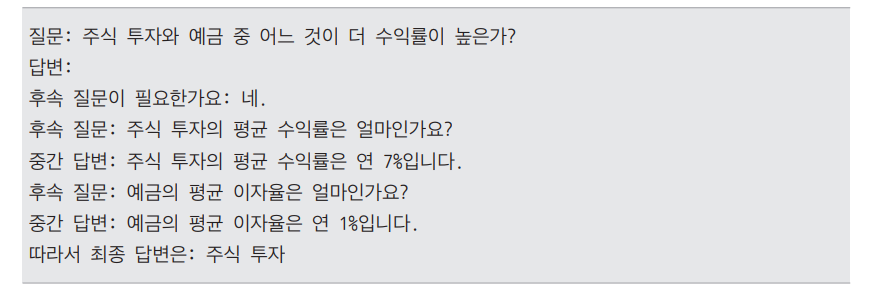 질문: 주식 투자와 예금 중 어느 것이 더 수익률이 높은가?
답변:
후속 질문이 필요한가요: 네.
후속 질문: 주식 투자의 평균 수익률은 얼마인가요?
중간 답변: 주식 투자의 평균 수익률은 연 7%입니다.
후속 질문: 예금의 평균 이자율은 얼마인가요?
중간 답변: 예금의 평균 이자율은 연 1%입니다.
따라서 최종 답변은: 주식 투자